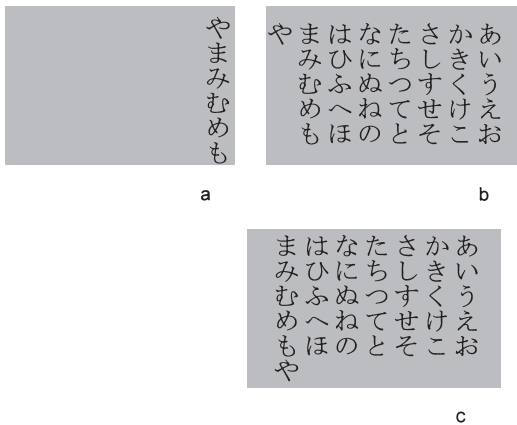 やまみむめも
a
あいうえお
かきくけこ
さしすせそ
たちつてと
なにぬねの
はひふへほ
まみむめも
や
b
あいうえお
かきくけこ
さしすせそ
たちつてと
なにぬねの
はひふへほ
まみむめもや
c